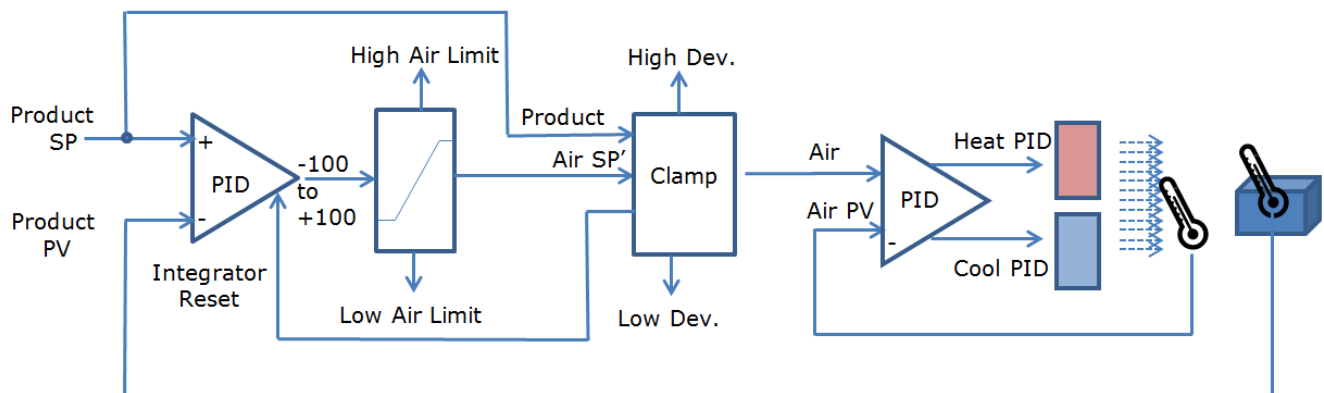 Product
SP
+
-
PID
Product
PV
Integrator
Reset
-100
to
+100
High Air Limit
Low Air Limit
Product
Air SP’
High Dev.
Clamp
Low Dev.
Air
Air PV
PID
-
Heat PID
Cool PID